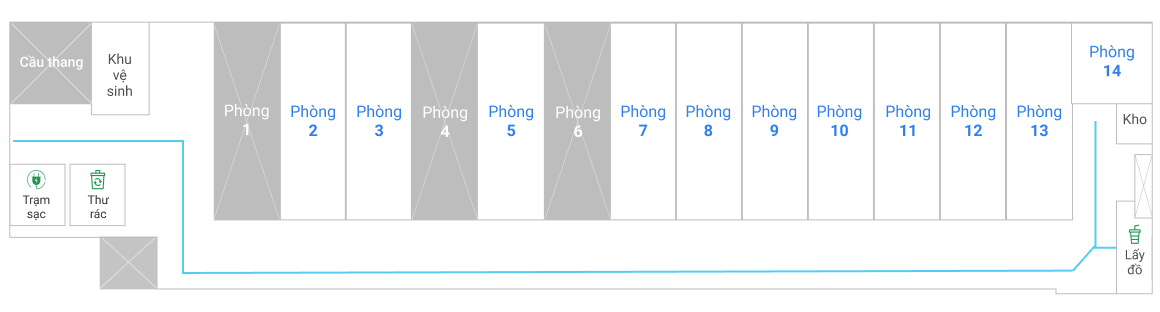 Cầu thang
Khu
vệ
sinh
Phòng
1
Phòng
2
Phòng
3
Phòng
4
Phòng
5
Phòng
6
Phòng
7
Phòng
8
Phòng
9
Phòng
10
Phòng
11
Phòng
12
Phòng
13
Phòng
14
Kho
Trạm
sạc
Thư
rác
Lấy
đồ